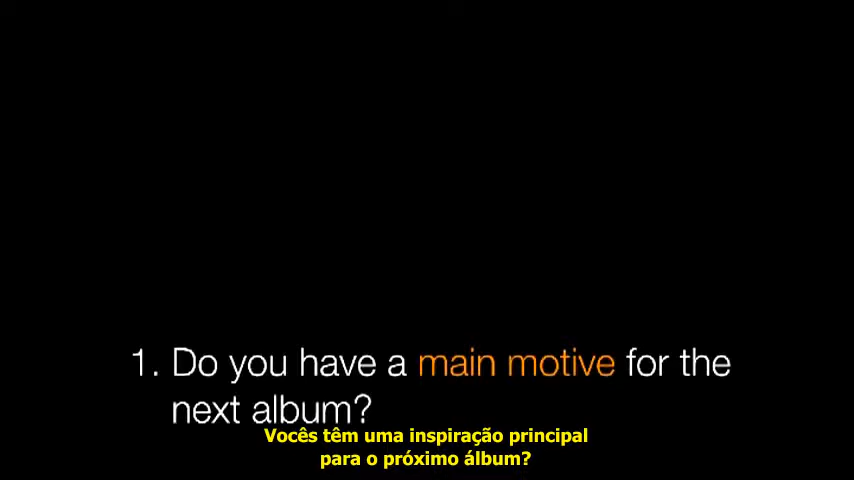 1. Do you have a main motive for the
next album?
Vocês têm uma inspiração principal
para o próximo álbum?